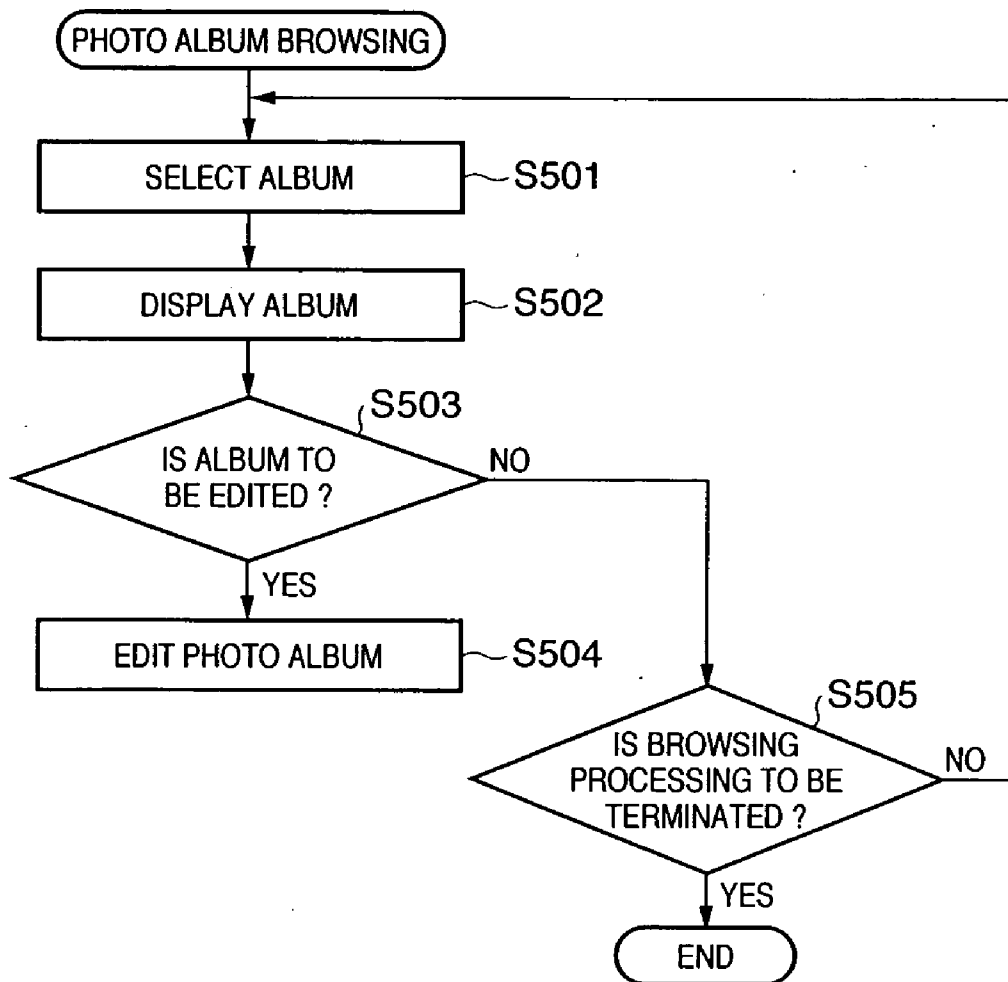 PHOTO ALBUM BROWSING
SELECT ALBUM
S501
DISPLAY ALBUM
S502
S503
IS ALBUM TO
BE EDITED ?
NO
YES
EDIT PHOTO ALBUM
S504
S505
IS BROWSING
PROCESSING TO BE
TERMINATED ?
NO
YES
END